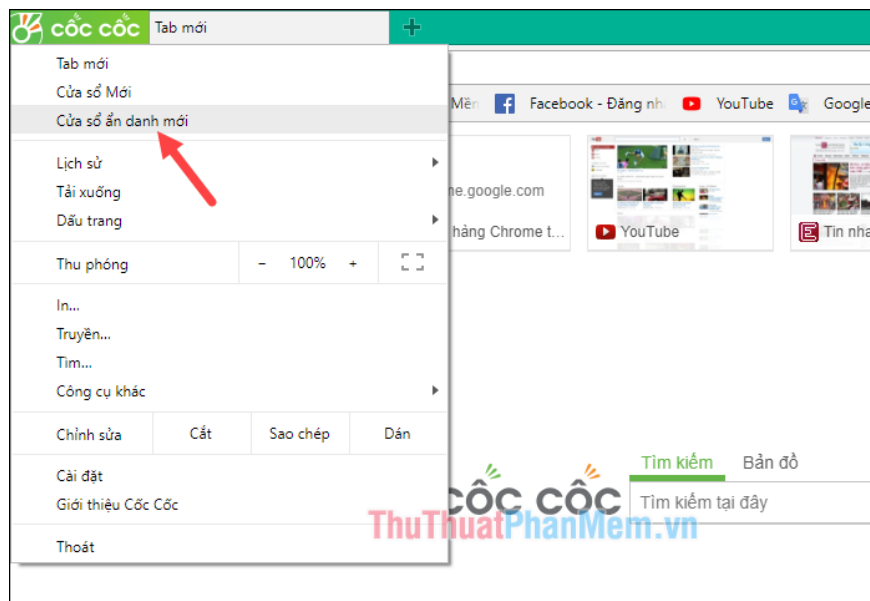 cốc cốc Tab mới
Tab mới
Cửa sổ Mới
Cửa sổ ẩn danh mới
Lịch sử
Tải xuống
Dấu trang
Thu phóng - 100% +
In...
Truyền...
Tìm...
Công cụ khác
Chỉnh sửa Cắt Sao chép Dán
Cài đặt
Giới thiệu Cốc Cốc
Thoát
Mền Facebook - Đăng nh YouTube Google
me.google.com
hàng Chrome t... YouTube Tin nha
Tìm kiếm Bản đồ
cốc cốc Tìm kiếm tại đây
ThuThuatPhanMem.vn